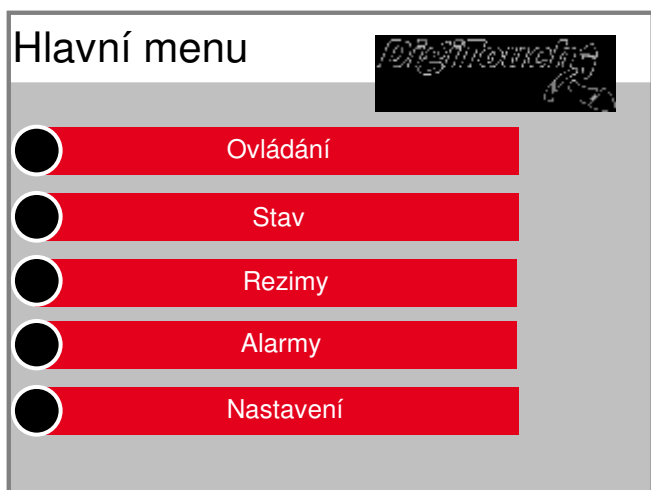 Hlavní menu
DigiTouch
Ovládání
Stav
Rezimy
Alarmy
Nastavení